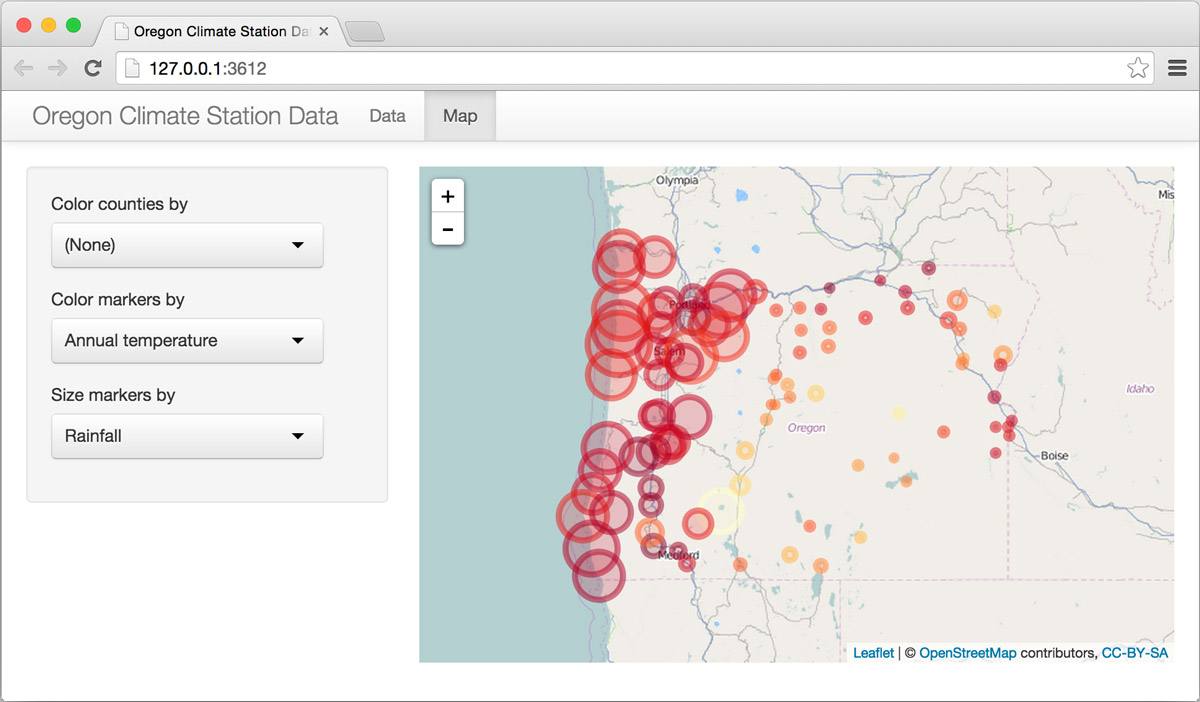 Oregon Climate Station Da
127.0.0.1:3612
Oregon Climate Station Data
Data
Map
Color counties by
(None)
Color markers by
Annual temperature
Size markers by
Rainfall
+
-
Olympia
Mis
Portland
Salem
Idaho
Oregon
Boise
Medford
Leaflet | © OpenStreetMap contributors, CC-BY-SA